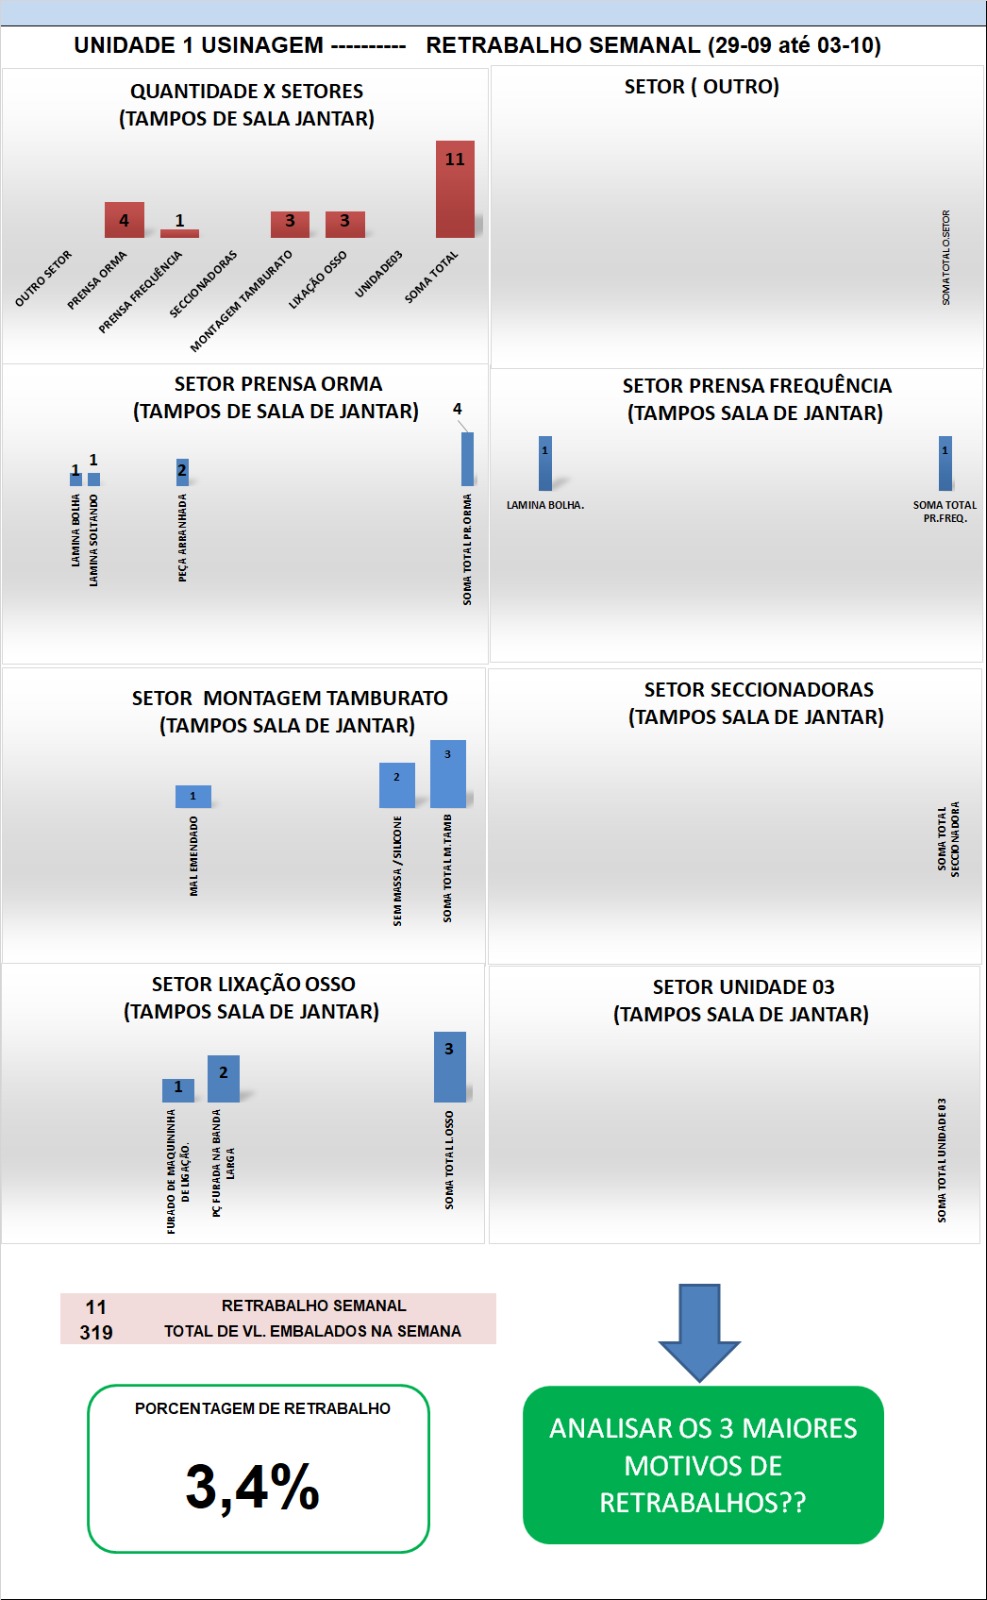 UNIDADE 1 USINAGEM ---------- RETRABALHO SEMANAL (29-09 até 03-10)
QUANTIDADE X SETORES
(TAMPOS DE SALA JANTAR)
4
1
3
3
11
OUTRO SETOR
PRENSA ORMA
PRENSA FREQUÊNCIA
SECCIONADORAS
MONTAGEM TAMBURATO
LIXAÇÃO OSSO
UNIDADE03
SOMA TOTAL
SETOR ( OUTRO)
SOMA TOTAL O.SETOR
SETOR PRENSA ORMA
(TAMPOS DE SALA DE JANTAR)
1
1
2
4
LAMINA BOLHA
LAMINA SOLTANDO
PEÇA ARRANHADA
SOMA TOTAL PR.ORMA
SETOR PRENSA FREQUÊNCIA
(TAMPOS SALA DE JANTAR)
1
1
LAMINA BOLHA.
SOMA TOTAL
PR.FREQ.
SETOR MONTAGEM TAMBURATO
(TAMPOS SALA DE JANTAR)
1
2
3
MAL EMENDADO
SEM MASSA / SILICONE
SOMA TOTAL M.TAMB
SETOR SECCIONADORAS
(TAMPOS SALA DE JANTAR)
SOMA TOTAL
SECCIONADORA
SETOR LIXAÇÃO OSSO
(TAMPOS SALA DE JANTAR)
1
2
3
FURADO DE MAQUININHA
DE LIGAÇÃO.
PÇ FURADA NA BANDA
LARGA
SOMA TOTAL L.OSSO
SETOR UNIDADE 03
(TAMPOS SALA DE JANTAR)
SOMA TOTAL UNIDADE 03
11 RETRABALHO SEMANAL
319 TOTAL DE VL. EMBALADOS NA SEMANA
PORCENTAGEM DE RETRABALHO
3,4%
ANALISAR OS 3 MAIORES
MOTIVOS DE
RETRABALHOS??